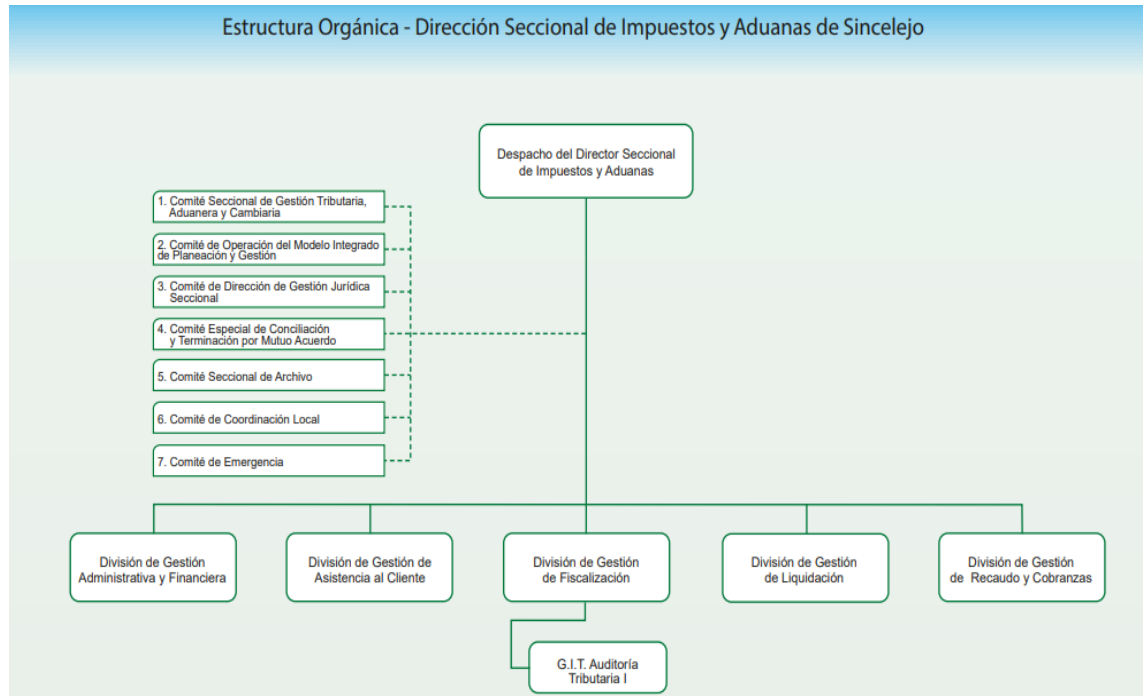 Estructura Orgánica - Dirección Seccional de Impuestos y Aduanas de Sincelejo
Despacho del Director Seccional
de Impuestos y Aduanas
1. Comité Seccional de Gestión Tributaria,
Aduanera y Cambiaria
2. Comité de Operación del Modelo Integrado
de Planeación y Gestión
3. Comité de Dirección de Gestión Jurídica
Seccional
4. Comité Especial de Conciliación
y Terminación por Mutuo Acuerdo
5. Comité Seccional de Archivo
6. Comité de Coordinación Local
7. Comité de Emergencia
División de Gestión
Administrativa y Financiera
División de Gestión de
Asistencia al Cliente
División de Gestión
de Fiscalización
División de Gestión
de Liquidación
División de Gestión
de Recaudo y Cobranzas
G.I.T. Auditoría
Tributaria I